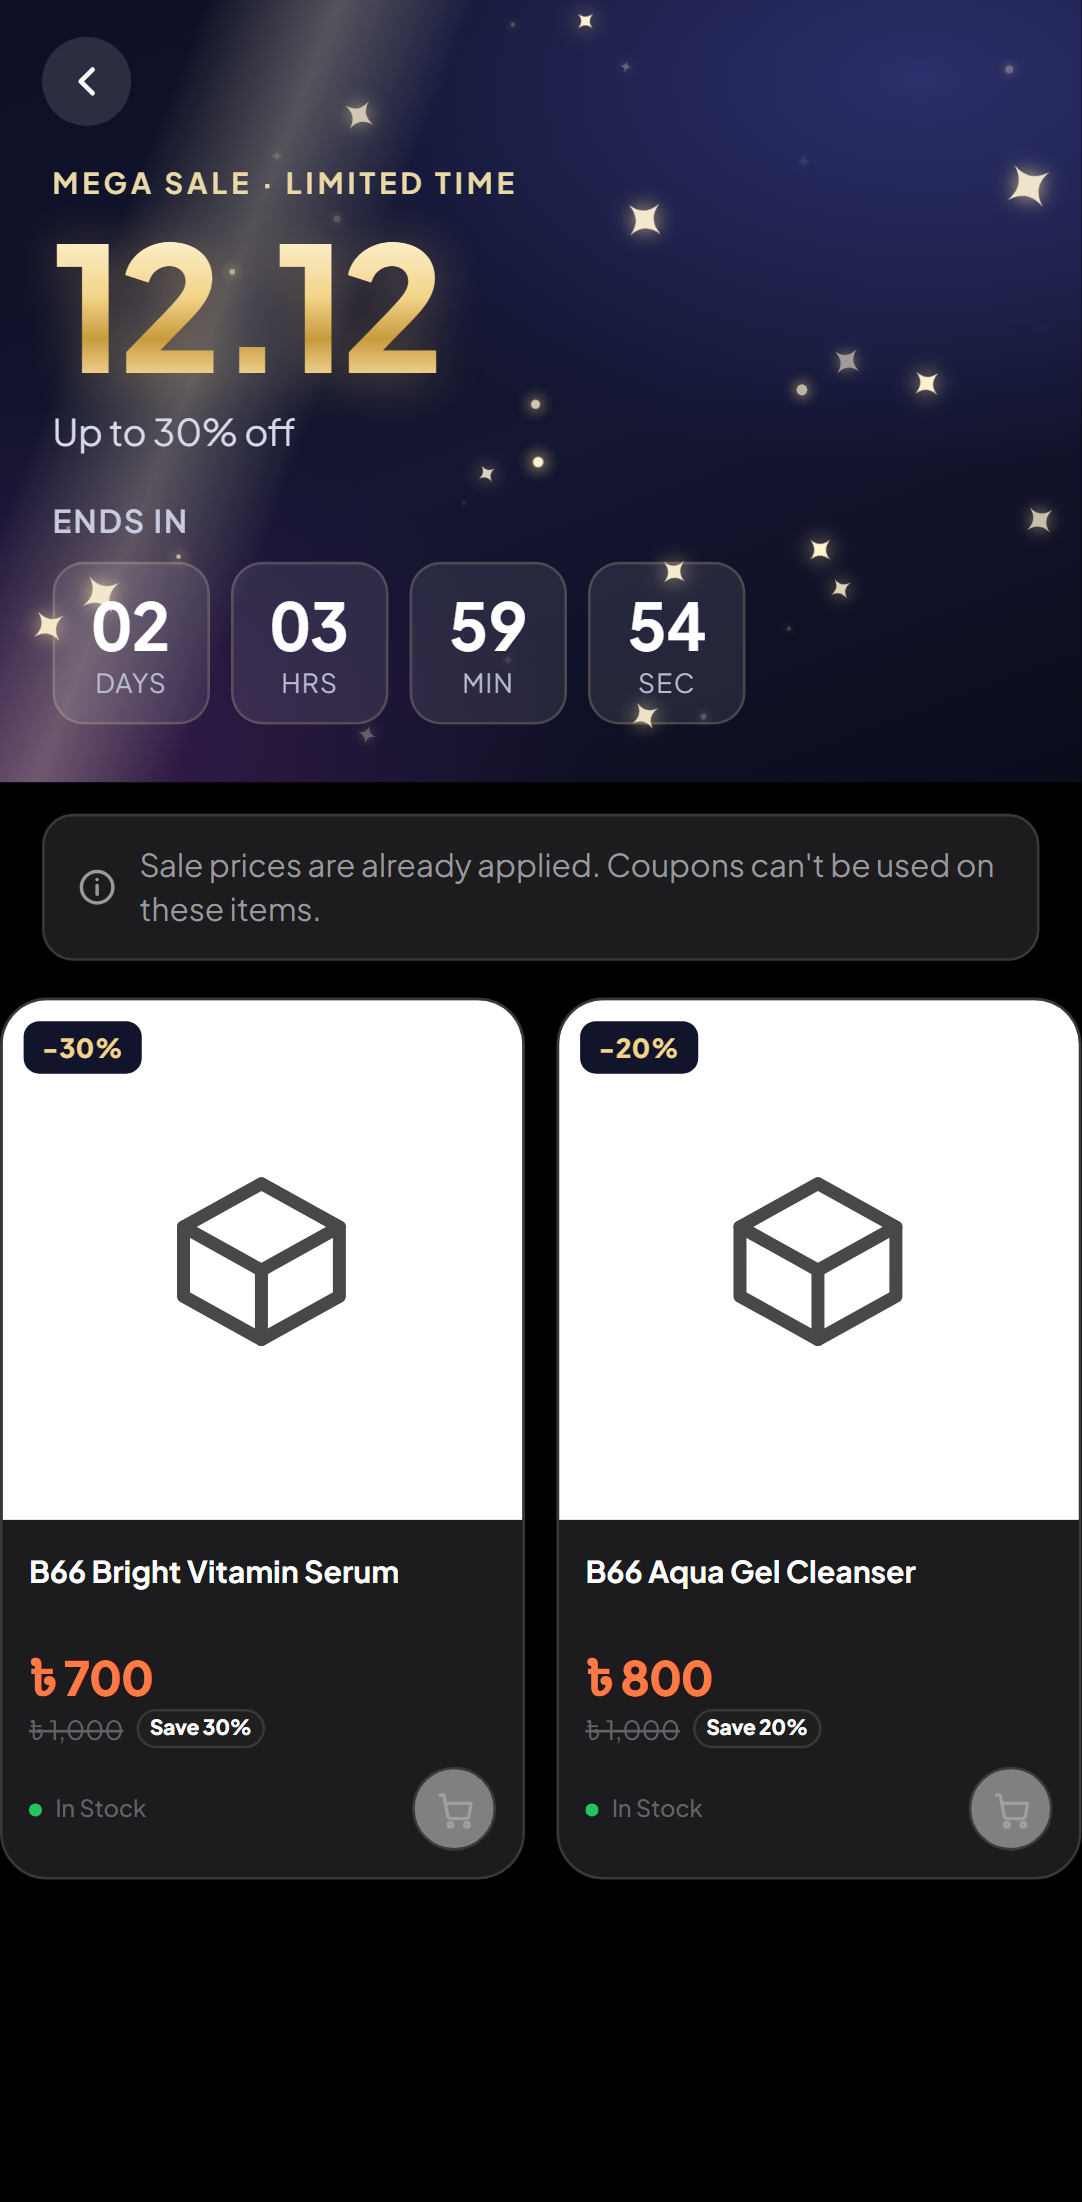 MEGA SALE · LIMITED TIME
12.12
Up to 30% off
ENDS IN
02 03 59 54
DAYS HRS MIN SEC
Sale prices are already applied. Coupons can't be used on
these items.
-30%
-20%
B66 Bright Vitamin Serum
৳ 700
৳ 1,000 Save 30%
In Stock
B66 Aqua Gel Cleanser
৳ 800
৳ 1,000 Save 20%
In Stock